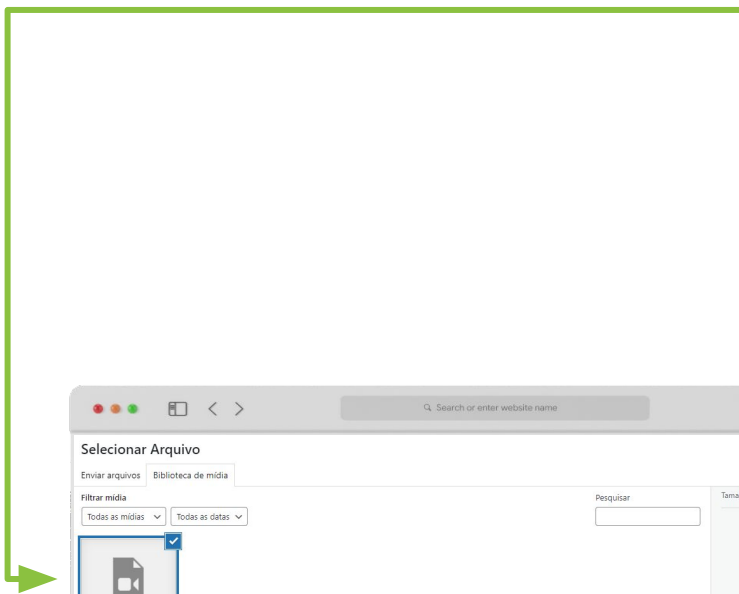 Search or enter website name
Selecionar Arquivo
Enviar arquivos Biblioteca de mídia
Filtrar mídia
Pesquisar
Todas as mídias Todas as datas